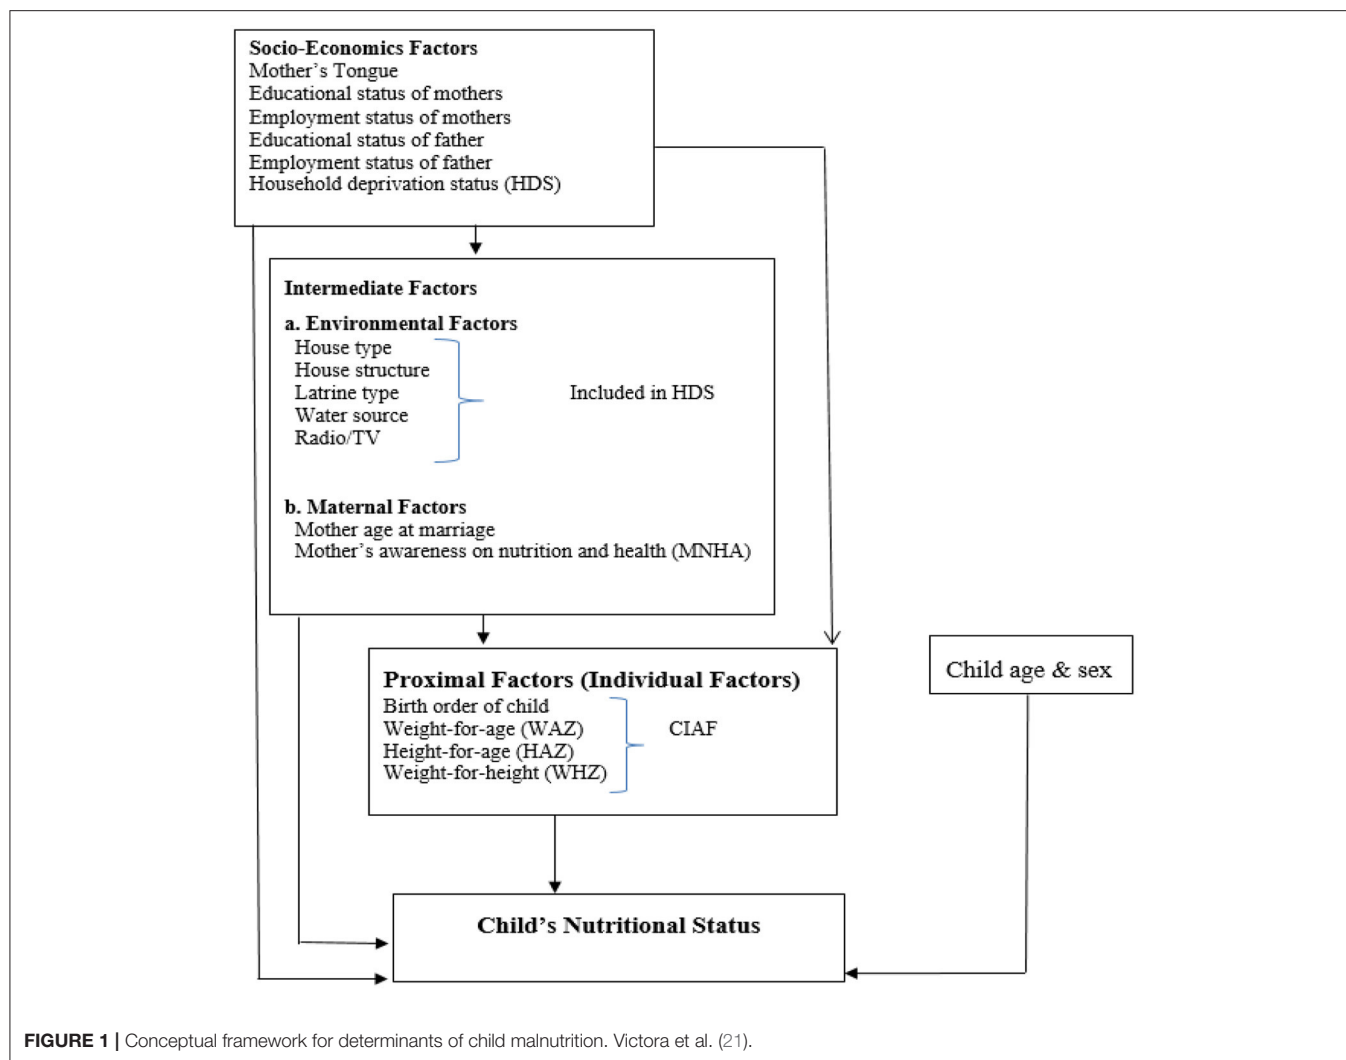 Socio-Economics Factors
Mother's Tongue
Educational status of mothers
Employment status of mothers
Educational status of father
Employment status of father
Household deprivation status (HDS)
Intermediate Factors
a. Environmental Factors
House type
House structure
Latrine type
Included in HDS
Water source
Radio/TV
b. Maternal Factors
Mother age at marriage
Mother's awareness on nutrition and health (MNHA)
Proximal Factors (Individual Factors)
Birth order of child
Weight-for-age (WAZ)
CIAF
Height-for-age (HAZ)
Weight-for-height (WHZ)
Child age & sex
Child's Nutritional Status
FIGURE 1 | Conceptual framework for determinants of child malnutrition. Victora et al. (21).